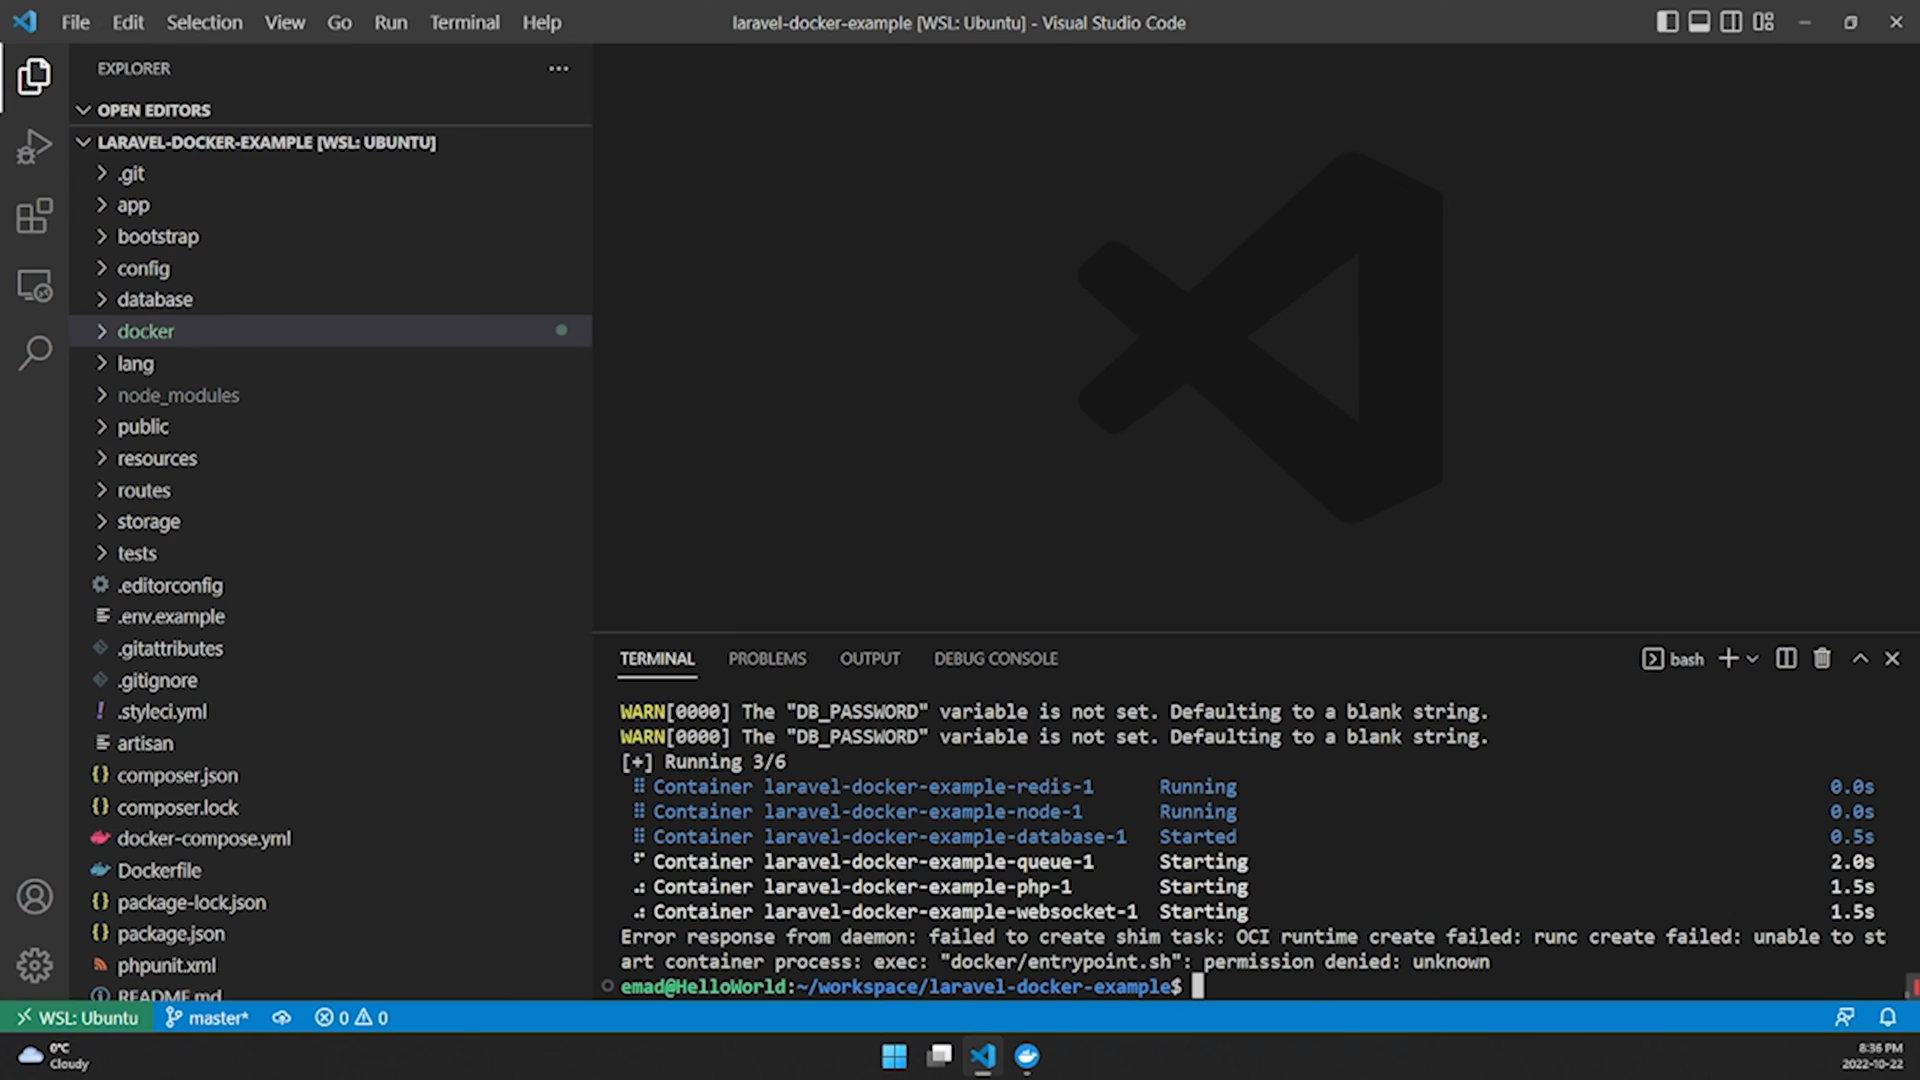 File Edit Selection View Go Run Terminal Help
laravel-docker-example [WSL: Ubuntu] - Visual Studio Code
EXPLORER
OPEN EDITORS
LARAVEL-DOCKER-EXAMPLE [WSL: UBUNTU]
.git
app
bootstrap
config
database
docker
lang
node_modules
public
resources
routes
storage
tests
.editorconfig
.env.example
.gitattributes
.gitignore
.styleci.yml
artisan
composer.json
composer.lock
docker-compose.yml
Dockerfile
package-lock.json
package.json
phpunit.xml
README.md
TERMINAL PROBLEMS OUTPUT DEBUG CONSOLE
bash
WARN[0000] The "DB_PASSWORD" variable is not set. Defaulting to a blank string.
WARN[0000] The "DB_PASSWORD" variable is not set. Defaulting to a blank string.
[+] Running 3/6
Container laravel-docker-example-redis-1 Running 0.0s
Container laravel-docker-example-node-1 Running 0.0s
Container laravel-docker-example-database-1 Started 0.5s
Container laravel-docker-example-queue-1 Starting 2.0s
Container laravel-docker-example-php-1 Starting 1.5s
Container laravel-docker-example-websocket-1 Starting 1.5s
Error response from daemon: failed to create shim task: OCI runtime create failed: runc create failed: unable to st
art container process: exec: "docker/entrypoint.sh": permission denied: unknown
emad@HelloWorld:~/workspace/laravel-docker-example$
WSL: Ubuntu master* 0 0
0°C
Cloudy
8:36 PM
2022-10-22